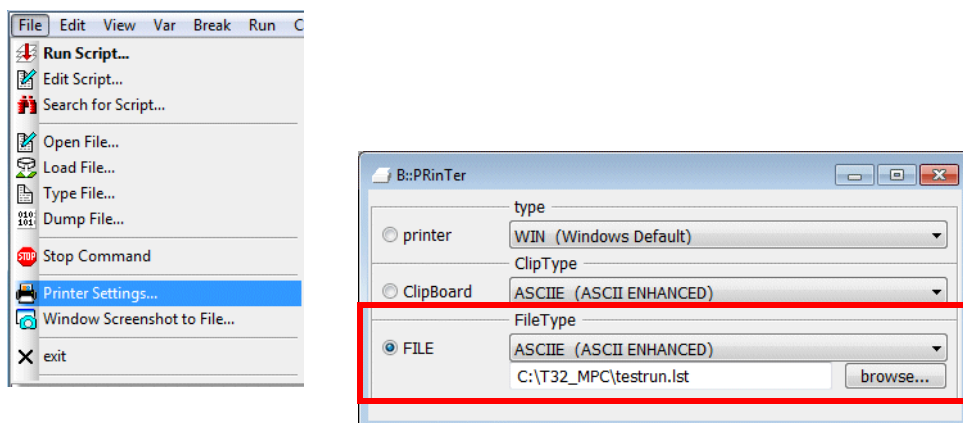 File Edit View Var Break Run C
Run Script...
Edit Script...
Search for Script...
Open File...
Load File...
Type File...
Dump File...
STOP Stop Command
Printer Settings...
Window Screenshot to File...
exit
B::PRinTer
type
printer WIN (Windows Default)
ClipType
ClipBoard ASCIIE (ASCII ENHANCED)
FileType
FILE ASCIIE (ASCII ENHANCED)
C:\T32_MPC\testrun.lst browse...